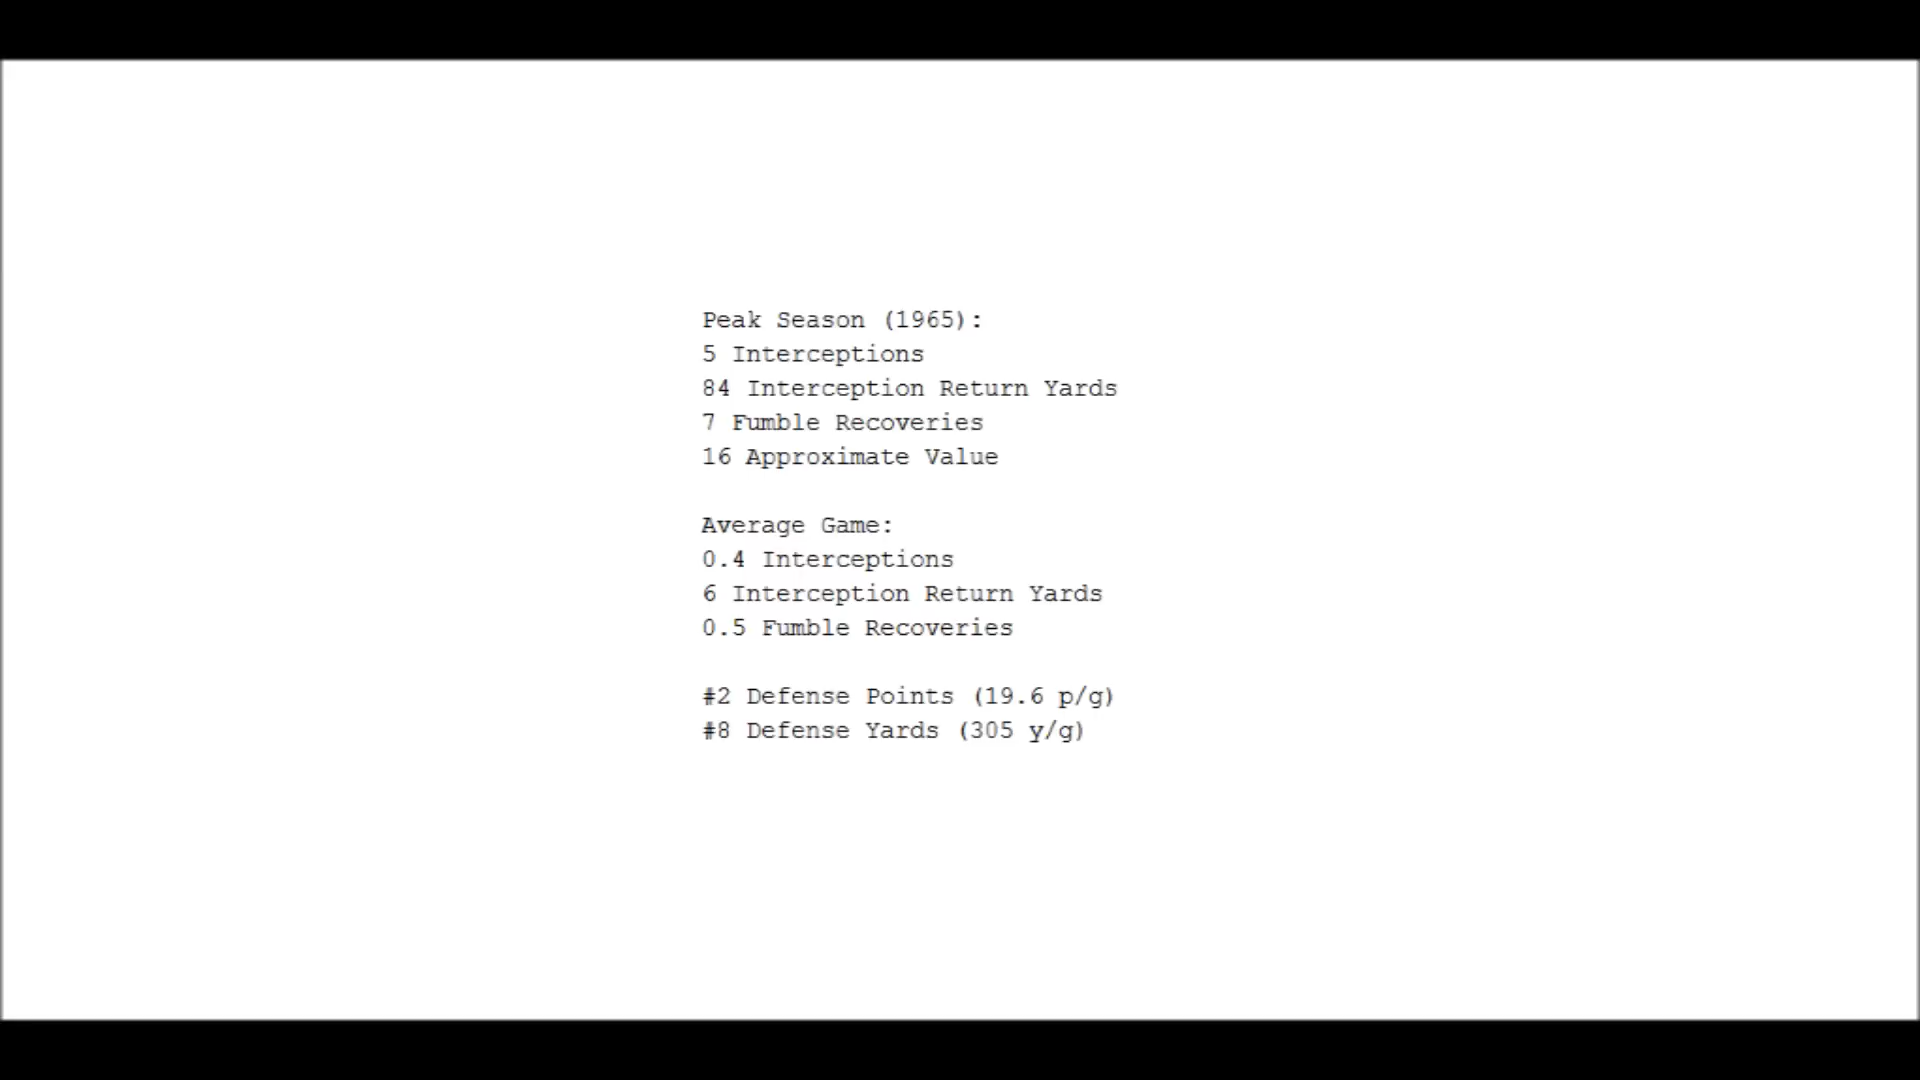 Peak Season (1965):
5 Interceptions
84 Interception Return Yards
7 Fumble Recoveries
16 Approximate Value
Average Game:
0.4 Interceptions
6 Interception Return Yards
0.5 Fumble Recoveries
#2 Defense Points (19.6 p/g)
#8 Defense Yards (305 y/g)